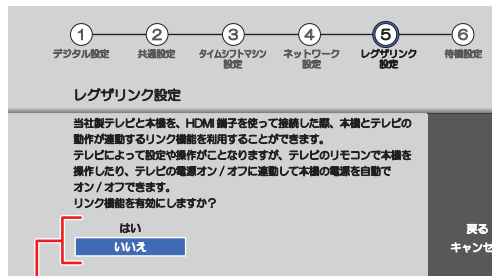 1 2 3 4 5 6
デジタル設定 共通設定 タイムシフトマシン設定 ネットワーク設定 レグザリンク設定 待機設定
レグザリンク設定
当社製テレビと本機を、HDMI 端子を使って接続した際、本機とテレビの
動作が連動するリンク機能を利用することができます。
テレビによって設定や操作がことなりますが、テレビのリモコンで本機を
操作したり、テレビの電源オン / オフに連動して本機の電源を自動で
オン / オフできます。
リンク機能を有効にしますか?
はい
いいえ
戻る
キャンセ